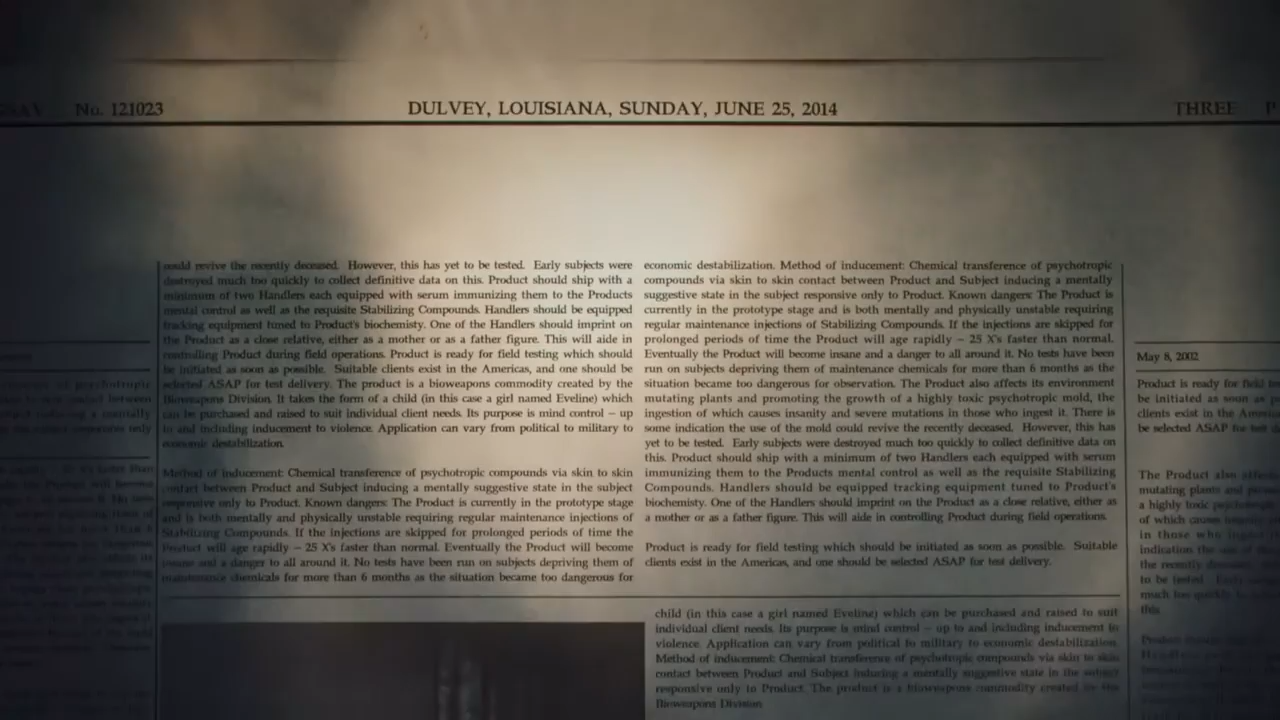 No. 121023
DULVEY, LOUISIANA, SUNDAY, JUNE 25, 2014
THREE
could revive the recently deceased. However, this has yet to be tested. Early subjects were
destroyed much too quickly to collect definitive data on this. Product should ship with a
minimum of two Handlers each equipped with serum immunizing them to the Products
mental control as well as the requisite Stabilizing Compounds. Handlers should be equipped
tracking equipment tuned to Product's biochemisty. One of the Handlers should imprint on
the Product as a close relative, either as a mother or as a father figure. This will aide in
controlling Product during field operations. Product is ready for field testing which should
be initiated as soon as possible. Suitable clients exist in the Americas, and one should be
selected ASAP for test delivery. The product is a bioweapons commodity created by the
Bioweapons Division. It takes the form of a child (in this case a girl named Eveline) which
can be purchased and raised to suit individual client needs. Its purpose is mind control – up
to and including inducement to violence. Application can vary from political to military to
economic destabilization.
Method of inducement: Chemical transference of psychotropic compounds via skin to skin
contact between Product and Subject inducing a mentally suggestive state in the subject
responsive only to Product. Known dangers: The Product is currently in the prototype stage
and is both mentally and physically unstable requiring regular maintenance injections of
Stabilizing Compounds. If the injections are skipped for prolonged periods of time the
Product will age rapidly – 25 X's faster than normal. Eventually the Product will become
insane and a danger to all around it. No tests have been run on subjects depriving them of
maintenance chemicals for more than 6 months as the situation became too dangerous for
economic destabilization. Method of inducement: Chemical transference of psychotropic
compounds via skin to skin contact between Product and Subject inducing a mentally
suggestive state in the subject responsive only to Product. Known dangers: The Product is
currently in the prototype stage and is both mentally and physically unstable requiring
regular maintenance injections of Stabilizing Compounds. If the injections are skipped for
prolonged periods of time the Product will age rapidly – 25 X's faster than normal.
Eventually the Product will become insane and a danger to all around it. No tests have been
run on subjects depriving them of maintenance chemicals for more than 6 months as the
situation became too dangerous for observation. The Product also affects its environment
mutating plants and promoting the growth of a highly toxic psychotropic mold, the
ingestion of which causes insanity and severe mutations in those who ingest it. There is
some indication the use of the mold could revive the recently deceased. However, this has
yet to be tested. Early subjects were destroyed much too quickly to collect definitive data on
this. Product should ship with a minimum of two Handlers each equipped with serum
immunizing them to the Products mental control as well as the requisite Stabilizing
Compounds. Handlers should be equipped tracking equipment tuned to Product's
biochemistry. One of the Handlers should imprint on the Product as a close relative, either as
a mother or as a father figure. This will aide in controlling Product during field operations.
Product is ready for field testing which should be initiated as soon as possible. Suitable
clients exist in the Americas, and one should be selected ASAP for test delivery.
child (in this case a girl named Eveline) which can be purchased and raised to suit
individual client needs. Its purpose is mind control – up to and including inducement to
violence. Application can vary from political to military to economic destabilization.
Method of inducement: Chemical transference of psychotropic compounds via skin to skin
contact between Product and Subject inducing a mentally suggestive state in the subject
responsive only to Product. The product is a bioweapons commodity created by the
Bioweapons Division
May 8, 2002
Product is ready for field
be initiated as soon as
clients exist in the
be selected ASAP for test
The Product also
mutating plants and
a highly toxic
of which causes
in those who
indication the
the recently
to be tested. Early
much too quickly to
this.